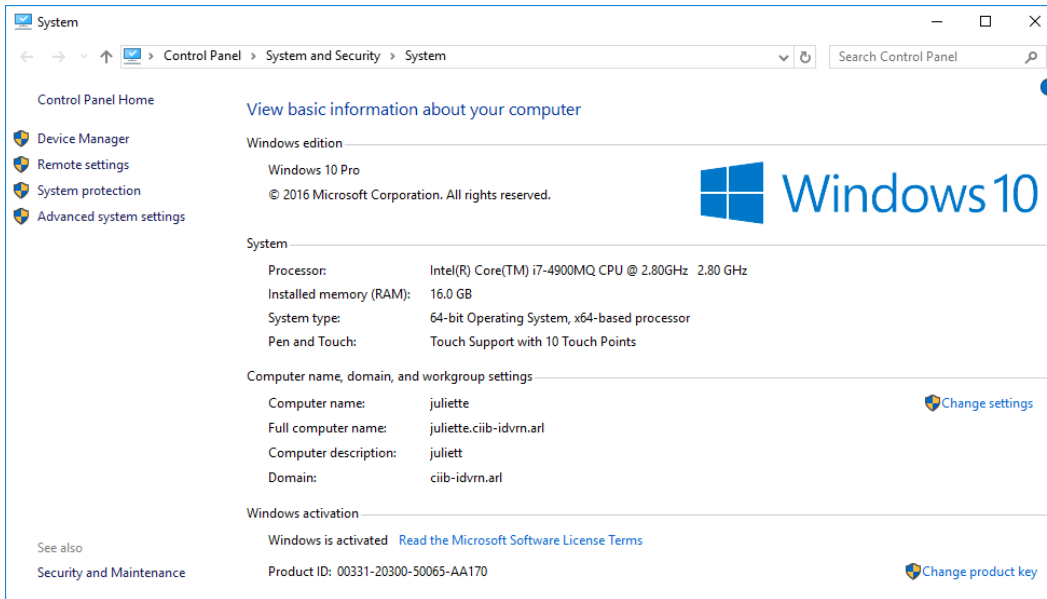 System
Control Panel > System and Security > System
Search Control Panel
Control Panel Home
Device Manager
Remote settings
System protection
Advanced system settings
See also
Security and Maintenance
View basic information about your computer
Windows edition
Windows 10 Pro
© 2016 Microsoft Corporation. All rights reserved.
Windows 10
System
Processor: Intel(R) Core(TM) i7-4900MQ CPU @ 2.80GHz 2.80 GHz
Installed memory (RAM): 16.0 GB
System type: 64-bit Operating System, x64-based processor
Pen and Touch: Touch Support with 10 Touch Points
Computer name, domain, and workgroup settings
Computer name: juliette
Change settings
Full computer name: juliette.ciib-idvrn.arl
Computer description: juliett
Domain: ciib-idvrn.arl
Windows activation
Windows is activated Read the Microsoft Software License Terms
Product ID: 00331-20300-50065-AA170
Change product key